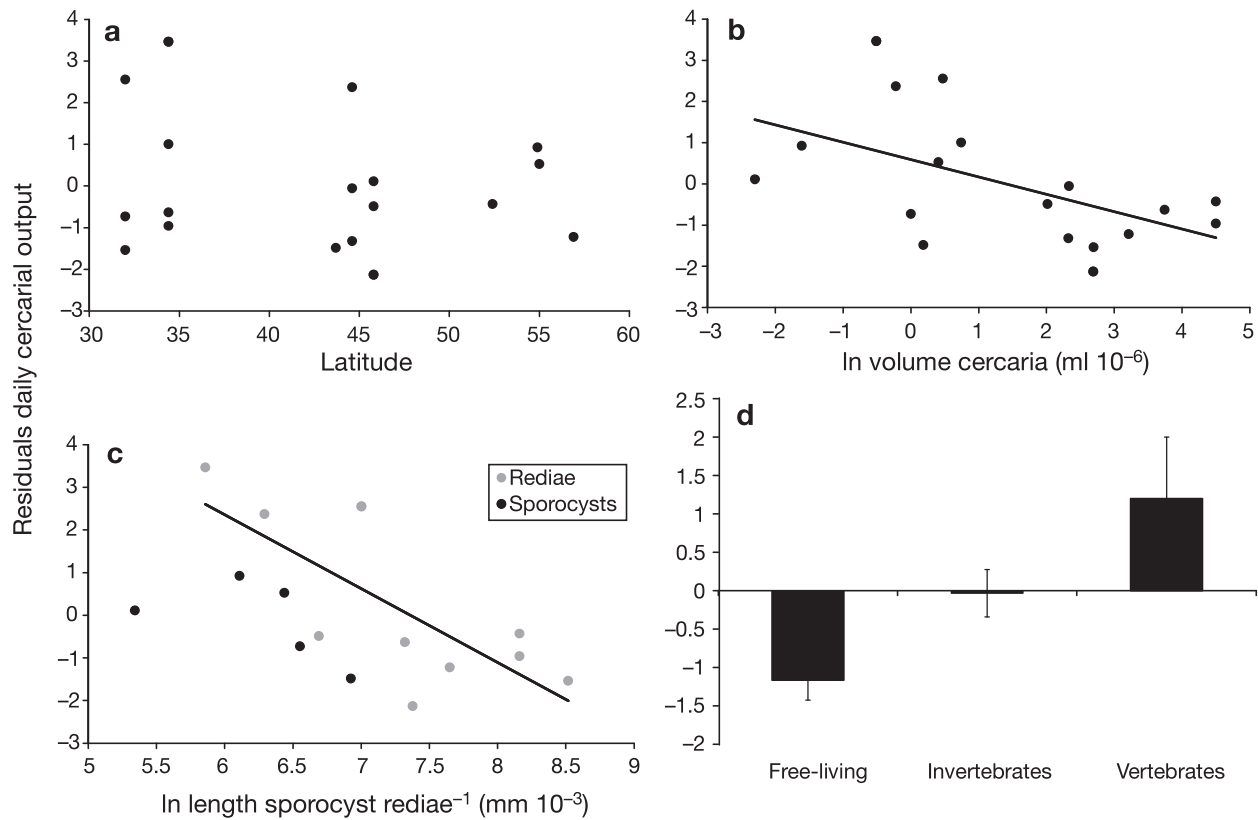 Residuals daily cercarial output
a
4
3
2
1
0
–1
–2
–3
30 35 40 45 50 55 60
Latitude
b
4
3
2
1
0
–1
–2
–3
–3 –2 –1 0 1 2 3 4 5
ln volume cercaria (ml 10⁻⁶)
c
4
3
2
1
0
–1
–2
–3
Rediae
Sporocysts
5 5.5 6 6.5 7 7.5 8 8.5 9
ln length sporocyst rediae⁻¹ (mm 10⁻³)
d
2.5
2
1.5
1
0.5
0
–0.5
–1
–1.5
–2
Free-living Invertebrates Vertebrates